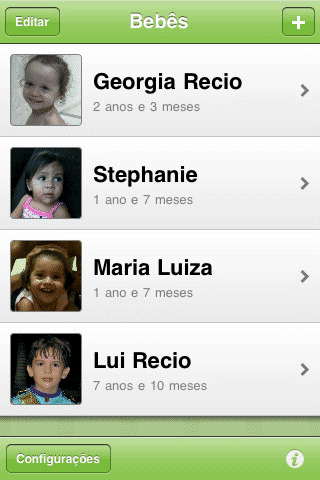 Editar
Bebês
+
Georgia Recio
2 anos e 3 meses
Stephanie
1 ano e 7 meses
Maria Luiza
1 ano e 7 meses
Lui Recio
7 anos e 10 meses
Configurações
i